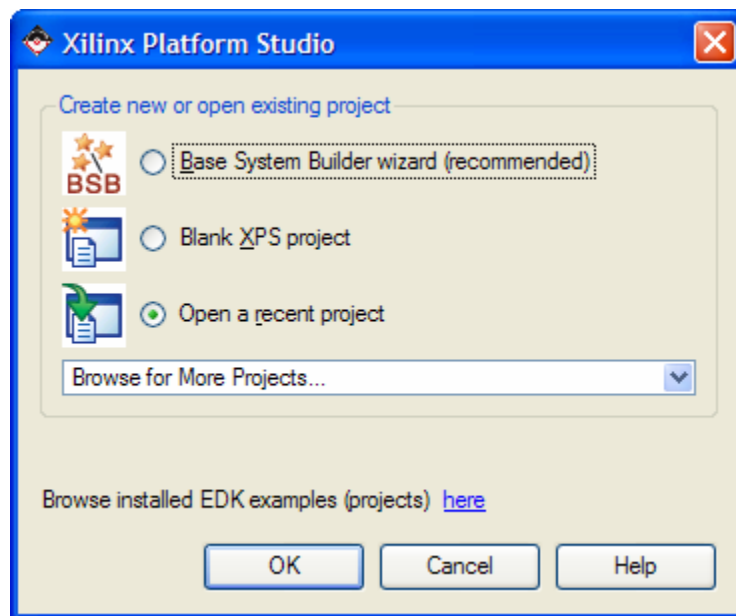 Xilinx Platform Studio
Create new or open existing project
BSB
Base System Builder wizard (recommended)
Blank XPS project
Open a recent project
Browse for More Projects...
Browse installed EDK examples (projects) here
OK Cancel Help